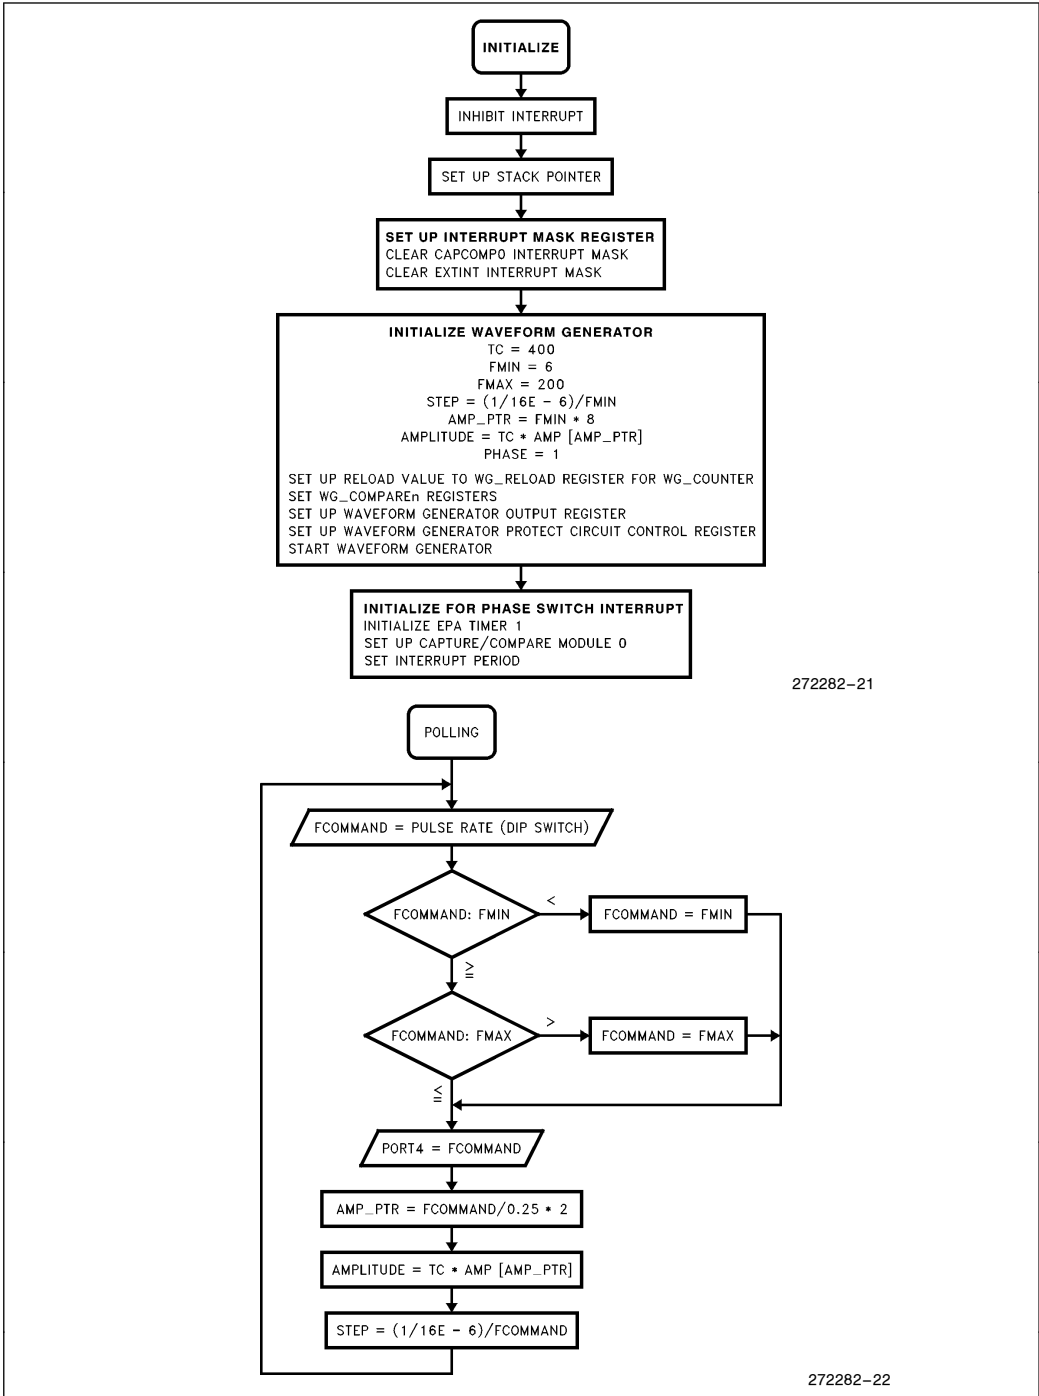 INITIALIZE
INHIBIT INTERRUPT
SET UP STACK POINTER
SET UP INTERRUPT MASK REGISTER
CLEAR CAPCOMP0 INTERRUPT MASK
CLEAR EXTINT INTERRUPT MASK
INITIALIZE WAVEFORM GENERATOR
TC = 400
FMIN = 6
FMAX = 200
STEP = (1/16E - 6)/FMIN
AMP_PTR = FMIN * 8
AMPLITUDE = TC * AMP [AMP_PTR]
PHASE = 1
SET UP RELOAD VALUE TO WG_RELOAD REGISTER FOR WG_COUNTER
SET WG_COMPAREn REGISTERS
SET UP WAVEFORM GENERATOR OUTPUT REGISTER
SET UP WAVEFORM GENERATOR PROTECT CIRCUIT CONTROL REGISTER
START WAVEFORM GENERATOR
INITIALIZE FOR PHASE SWITCH INTERRUPT
INITIALIZE EPA TIMER 1
SET UP CAPTURE/COMPARE MODULE 0
SET INTERRUPT PERIOD
272282-21
POLLING
FCOMMAND = PULSE RATE (DIP SWITCH)
FCOMMAND: FMIN
<
FCOMMAND = FMIN
≧
FCOMMAND: FMAX
>
FCOMMAND = FMAX
≦
PORT4 = FCOMMAND
AMP_PTR = FCOMMAND/0.25 * 2
AMPLITUDE = TC * AMP [AMP_PTR]
STEP = (1/16E - 6)/FCOMMAND
272282-22